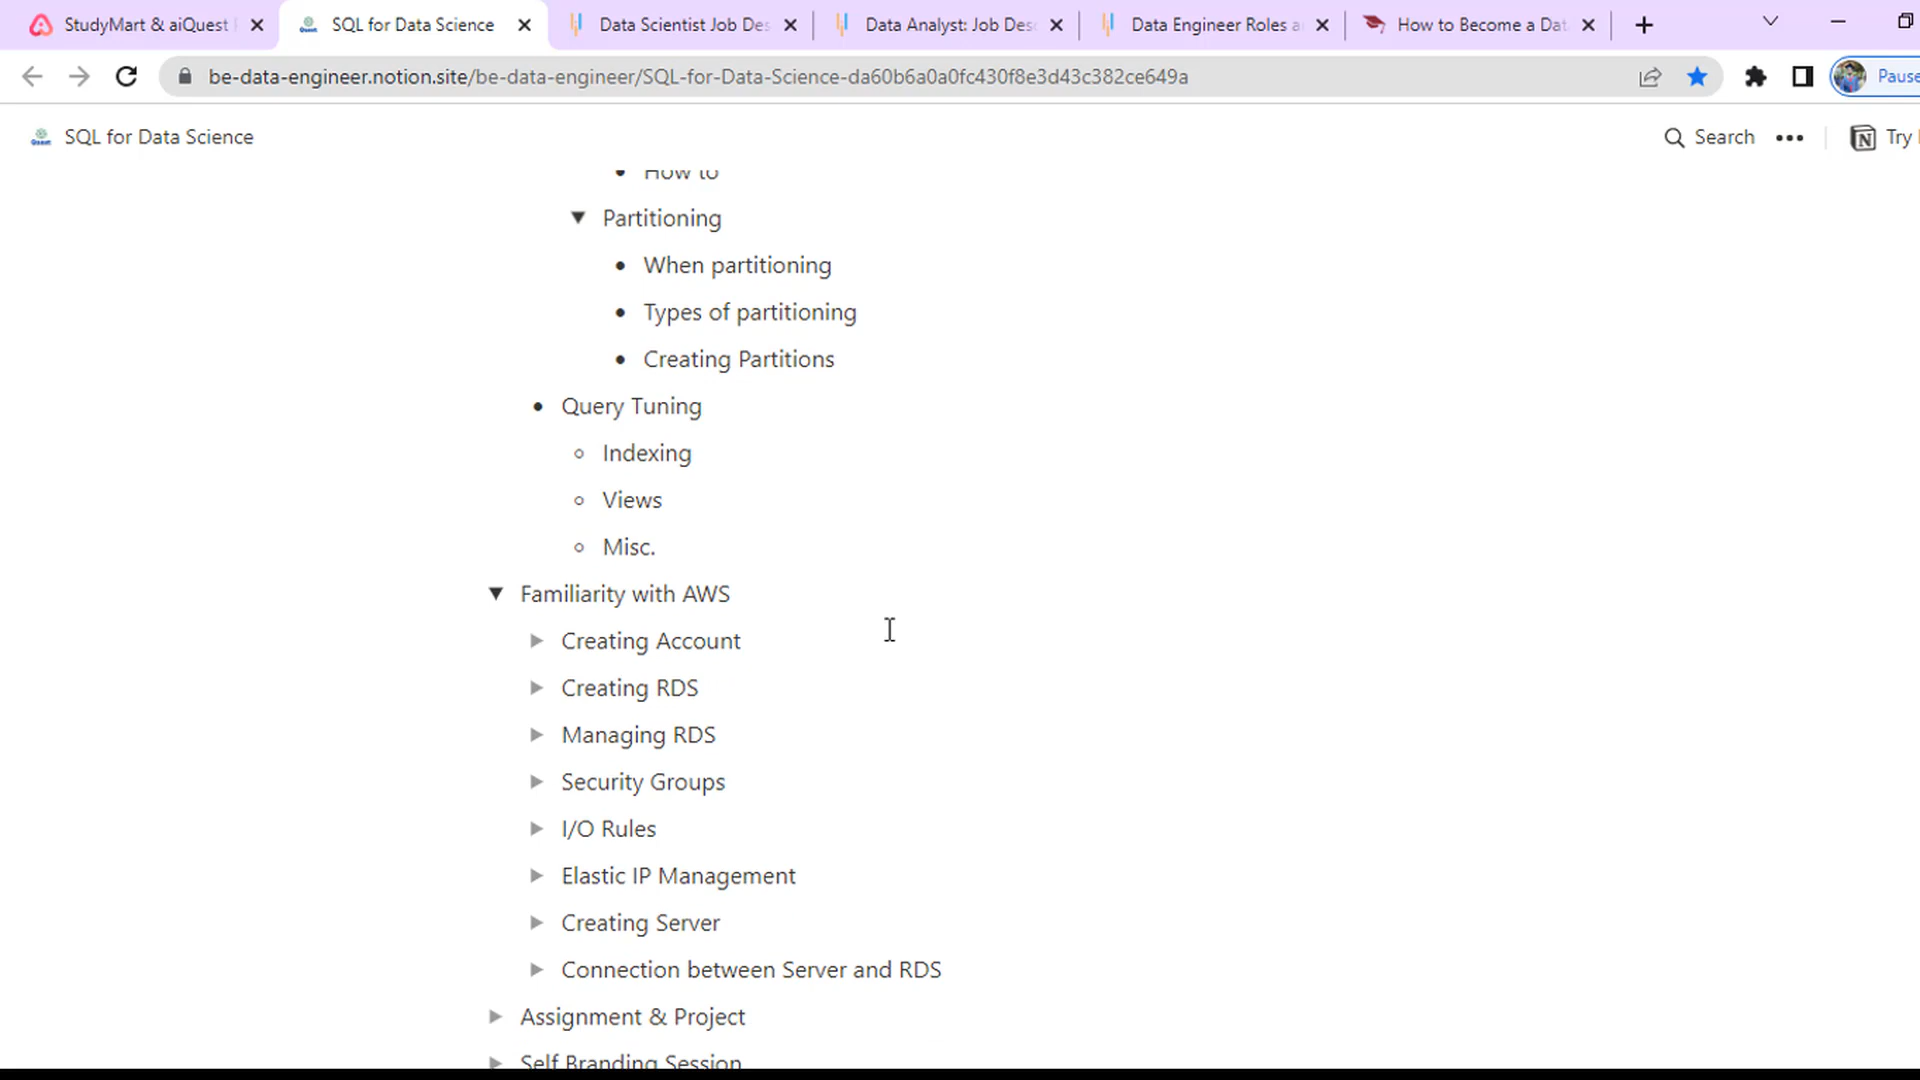 StudyMart & aiQuest
SQL for Data Science
Data Scientist Job Des
Data Analyst: Job Desc
Data Engineer Roles a
How to Become a Dat
be-data-engineer.notion.site/be-data-engineer/SQL-for-Data-Science-da60b6a0a0fc430f8e3d43c382ce649a
Pause
SQL for Data Science
Search
Try
How to
Partitioning
When partitioning
Types of partitioning
Creating Partitions
Query Tuning
Indexing
Views
Misc.
Familiarity with AWS
Creating Account
Creating RDS
Managing RDS
Security Groups
I/O Rules
Elastic IP Management
Creating Server
Connection between Server and RDS
Assignment & Project
Self Branding Session